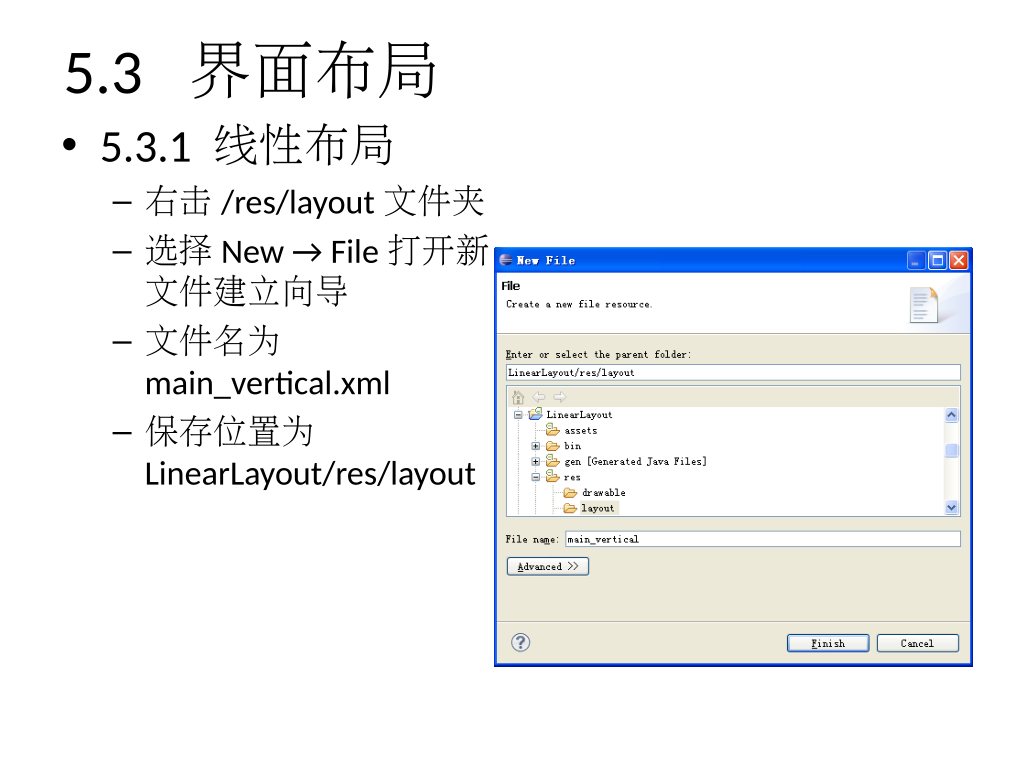 5.3 界面布局
• 5.3.1 线性布局
– 右击 /res/layout 文件夹
– 选择 New → File 打开新
文件建立向导
– 文件名为
main_vertical.xml
– 保存位置为
LinearLayout/res/layout
New File
File
Create a new file resource.
Enter or select the parent folder:
LinearLayout/res/layout
LinearLayout
assets
bin
gen [Generated Java Files]
res
drawable
layout
File name: main_vertical
Advanced >>
Finish Cancel